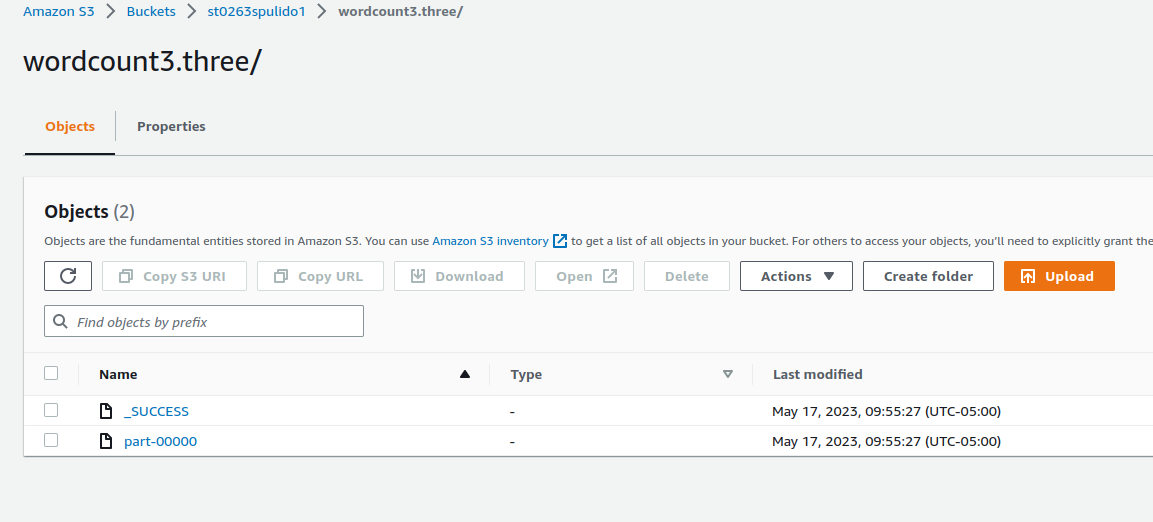 Amazon S3 > Buckets > st0263spulido1 > wordcount3.three/
wordcount3.three/
Objects Properties
Objects (2)
Objects are the fundamental entities stored in Amazon S3. You can use Amazon S3 inventory to get a list of all objects in your bucket. For others to access your objects, you'll need to explicitly grant the
Copy S3 URI Copy URL Download Open Delete Actions Create folder Upload
Find objects by prefix
Name Type Last modified
_SUCCESS - May 17, 2023, 09:55:27 (UTC-05:00)
part-00000 - May 17, 2023, 09:55:27 (UTC-05:00)